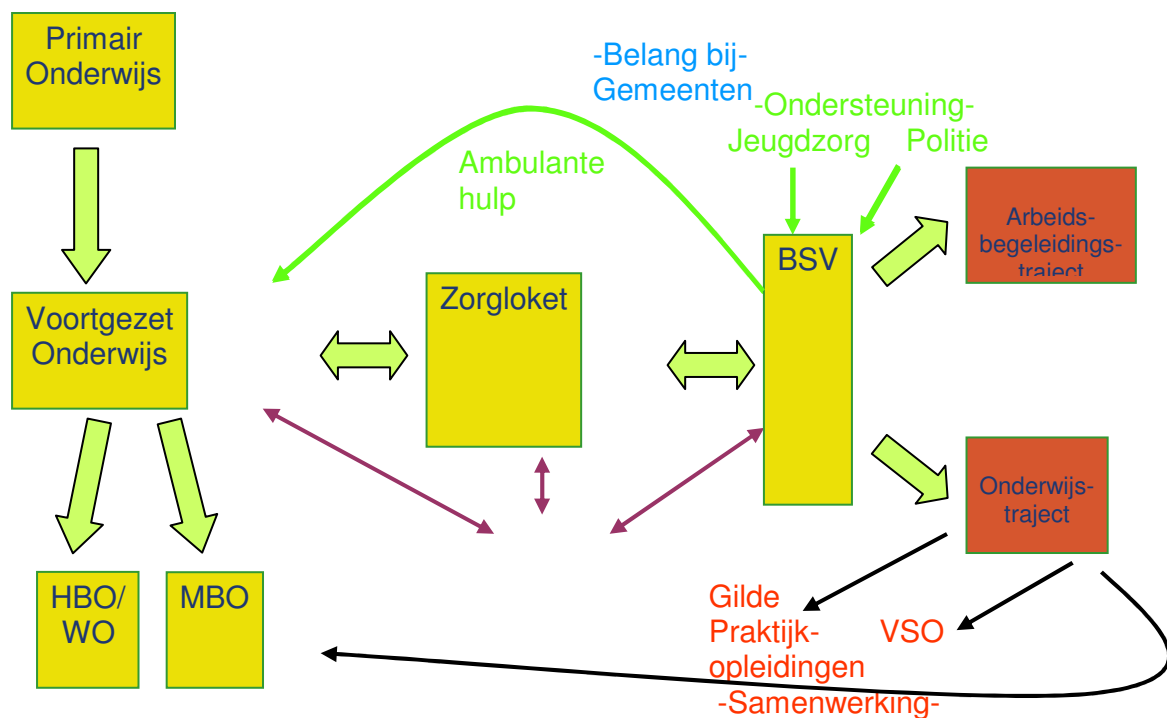 Primair
Onderwijs
-Belang bij-
Gemeenten
-Ondersteuning-
Jeugdzorg Politie
Ambulante
hulp
Arbeids-
begeleidings-
traject
BSV
Zorgloket
Voortgezet
Onderwijs
Onderwijs-
traject
HBO/
WO
MBO
Gilde
Praktijk-
opleidingen
VSO
-Samenwerking-